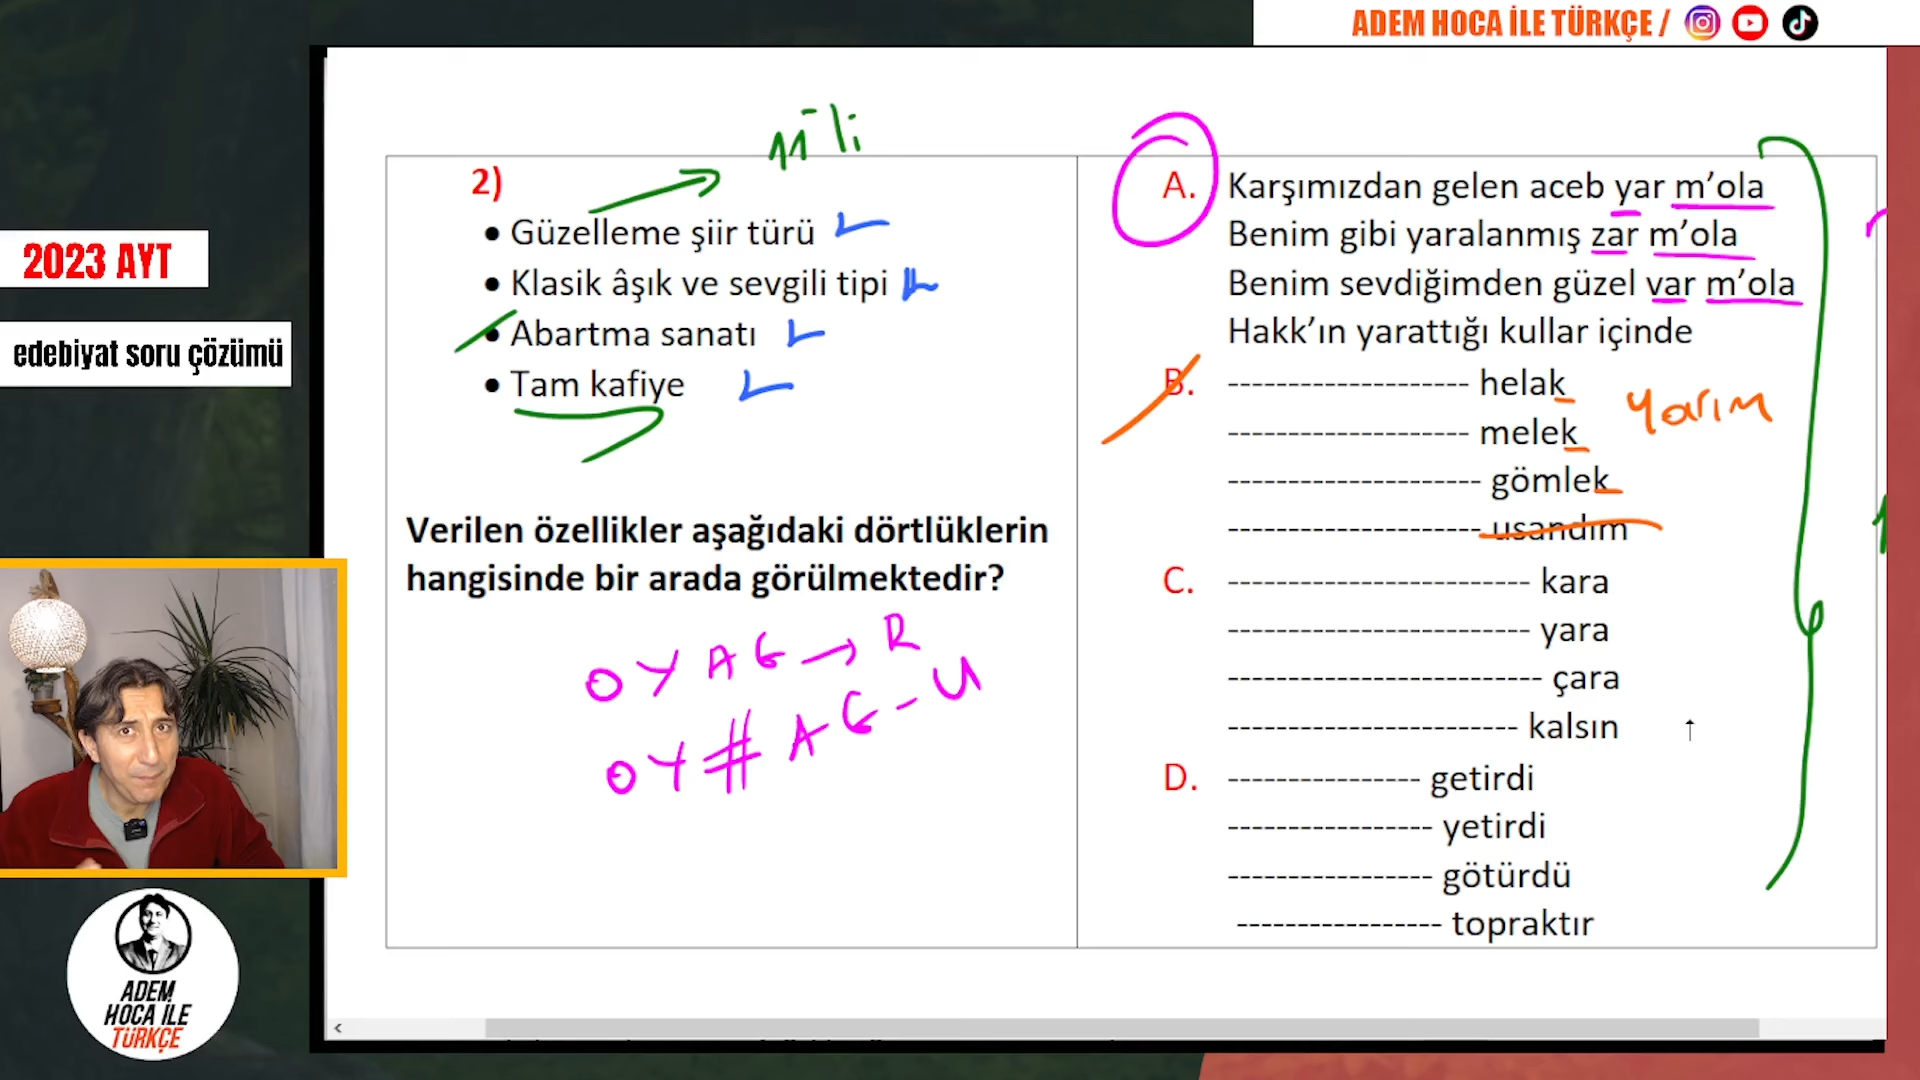 ADEM HOCA İLE TÜRKÇE /
2023 AYT
edebiyat soru çözümü
11'li
2)
• Güzelleme şiir türü
• Klasik âşık ve sevgili tipi
• Abartma sanatı
• Tam kafiye
Verilen özellikler aşağıdaki dörtlüklerin
hangisinde bir arada görülmektedir?
O Y A G → R
O Y # A G - U
A. Karşımızdan gelen aceb yar m’ola
Benim gibi yaralanmış zar m’ola
Benim sevdiğimden güzel var m’ola
Hakk’ın yarattığı kullar içinde
B. -------------------- helak
-------------------- melek
--------------------- gömlek
--------------------- usandım
yarım
C. ------------------------- kara
------------------------- yara
-------------------------- çara
------------------------ kalsın
D. ---------------- getirdi
----------------- yetirdi
----------------- götürdü
----------------- topraktır
ADEM
HOCA İLE
TÜRKÇE